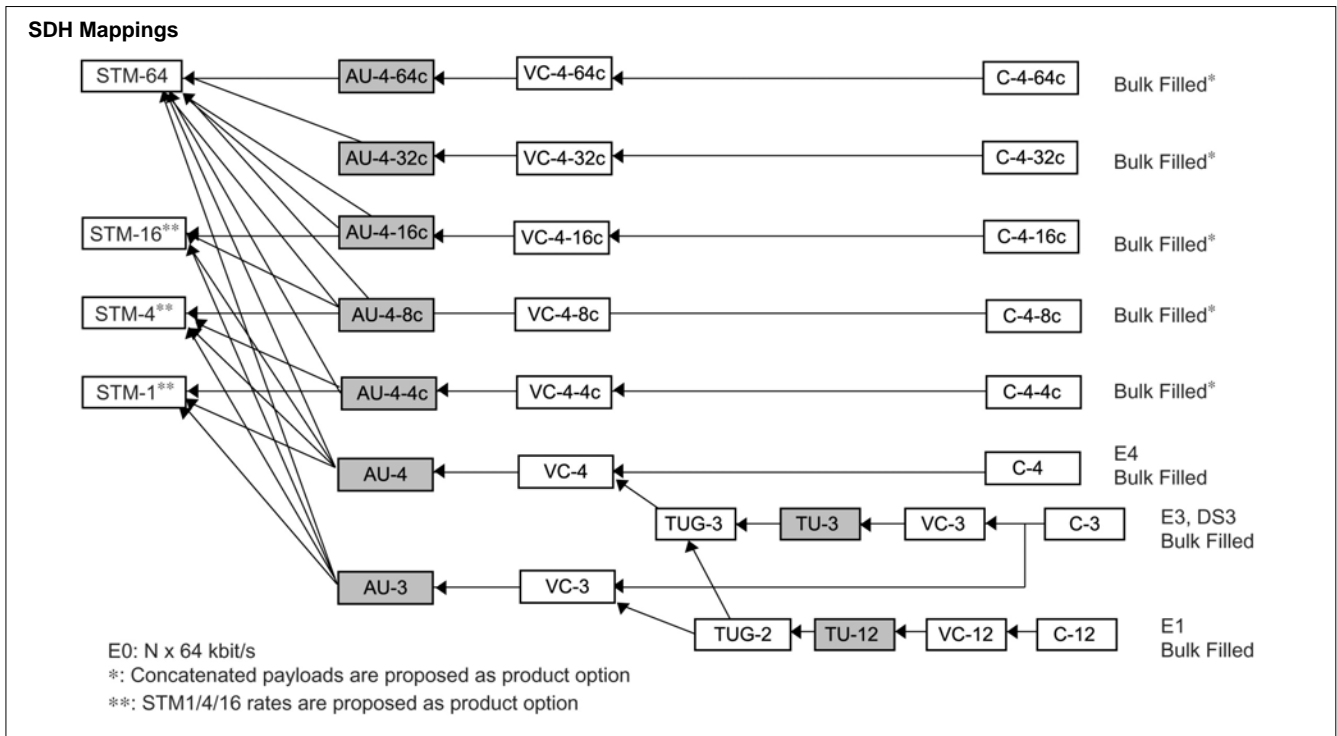 SDH Mappings
STM-64 AU-4-64c VC-4-64c C-4-64c Bulk Filled*
AU-4-32c VC-4-32c C-4-32c Bulk Filled*
STM-16** AU-4-16c VC-4-16c C-4-16c Bulk Filled*
STM-4** AU-4-8c VC-4-8c C-4-8c Bulk Filled*
STM-1** AU-4-4c VC-4-4c C-4-4c Bulk Filled*
AU-4 VC-4 C-4 E4
Bulk Filled
TUG-3 TU-3 VC-3 C-3 E3, DS3
Bulk Filled
AU-3 VC-3
TUG-2 TU-12 VC-12 C-12 E1
Bulk Filled
E0: N x 64 kbit/s
*: Concatenated payloads are proposed as product option
**: STM1/4/16 rates are proposed as product option